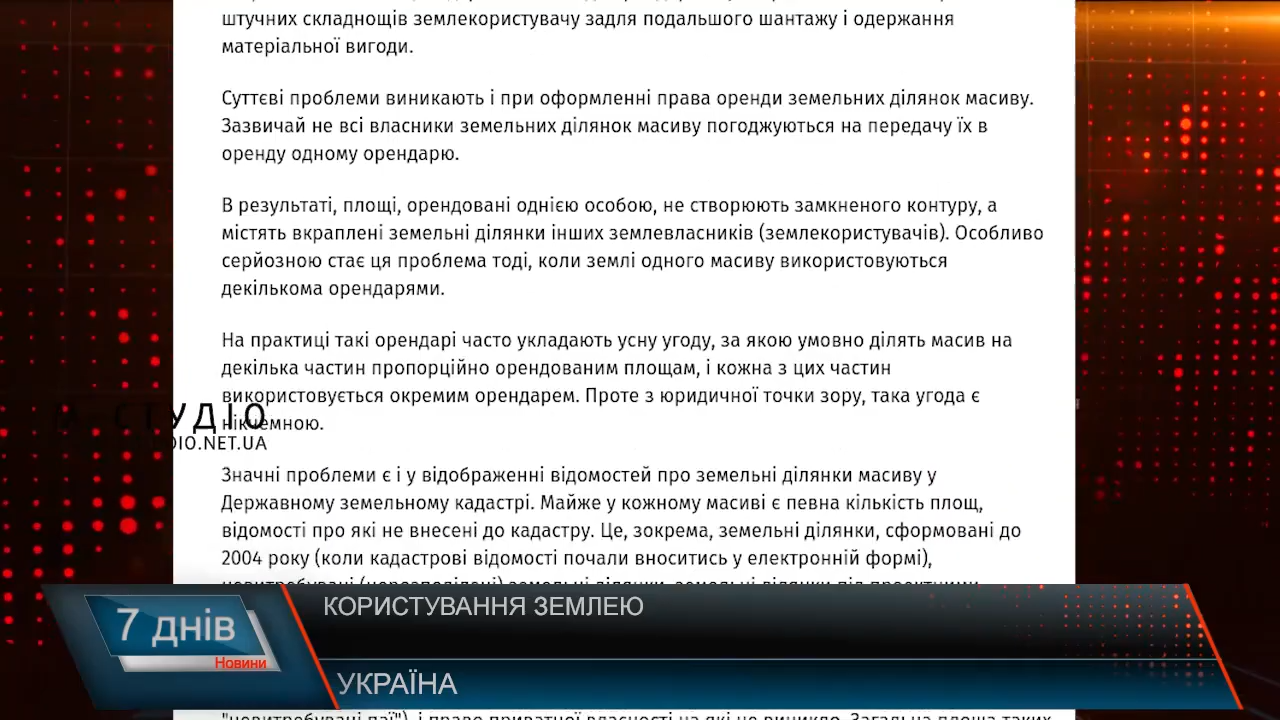 штучних складнощів землекористувачу задля подальшого шантажу і одержання
матеріальної вигоди.
Суттєві проблеми виникають і при оформленні права оренди земельних ділянок масиву.
Зазвичай не всі власники земельних ділянок масиву погоджуються на передачу їх в
оренду одному орендарю.
В результаті, площі, орендовані однією особою, не створюють замкненого контуру, а
містять вкраплені земельні ділянки інших землевласників (землекористувачів). Особливо
серйозною стає ця проблема тоді, коли землі одного масиву використовуються
декількома орендарями.
На практиці такі орендарі часто укладають усну угоду, за якою умовно ділять масив на
декілька частин пропорційно орендованим площам, і кожна з цих частин
використовується окремим орендарем. Проте з юридичної точки зору, така угода є
нікчемною.
А-СТУДІО
DIO.NET.UA
Значні проблеми є і у відображенні відомостей про земельні ділянки масиву у
Державному земельному кадастрі. Майже у кожному масиві є певна кількість площ,
відомості про які не внесені до кадастру. Це, зокрема, земельні ділянки, сформовані до
2004 року (коли кадастрові відомості почали вноситись у електронній формі),
7 днів
Новини
КОРИСТУВАННЯ ЗЕМЛЕЮ
УКРАЇНА